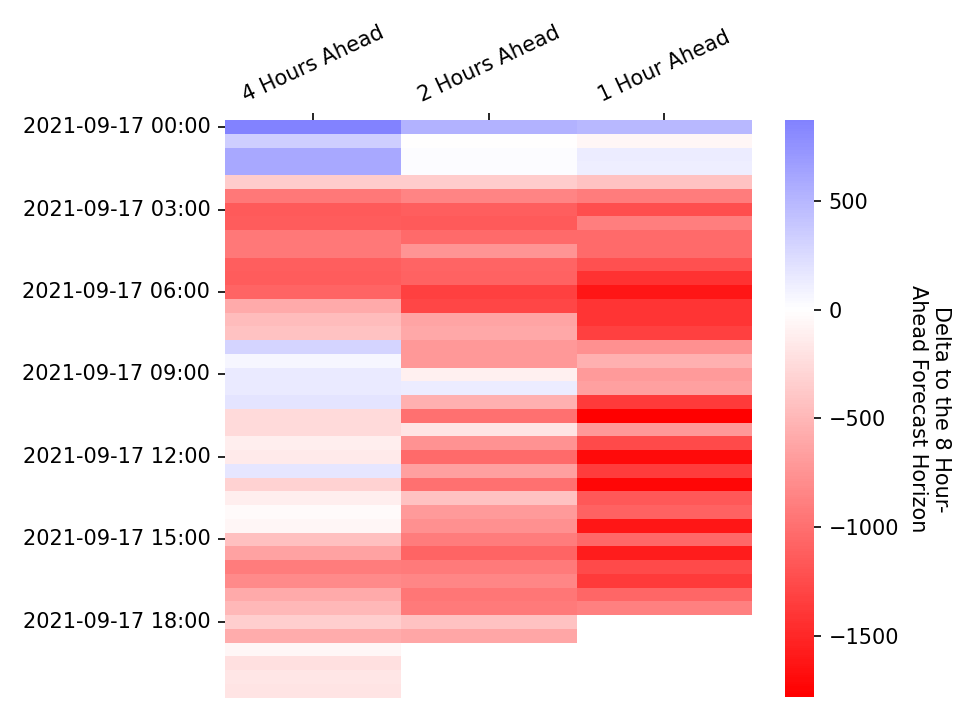 4 Hours Ahead
2 Hours Ahead
1 Hour Ahead
2021-09-17 00:00
2021-09-17 03:00
2021-09-17 06:00
2021-09-17 09:00
2021-09-17 12:00
2021-09-17 15:00
2021-09-17 18:00
500
0
−500
−1000
−1500
Delta to the 8 Hour-
Ahead Forecast Horizon